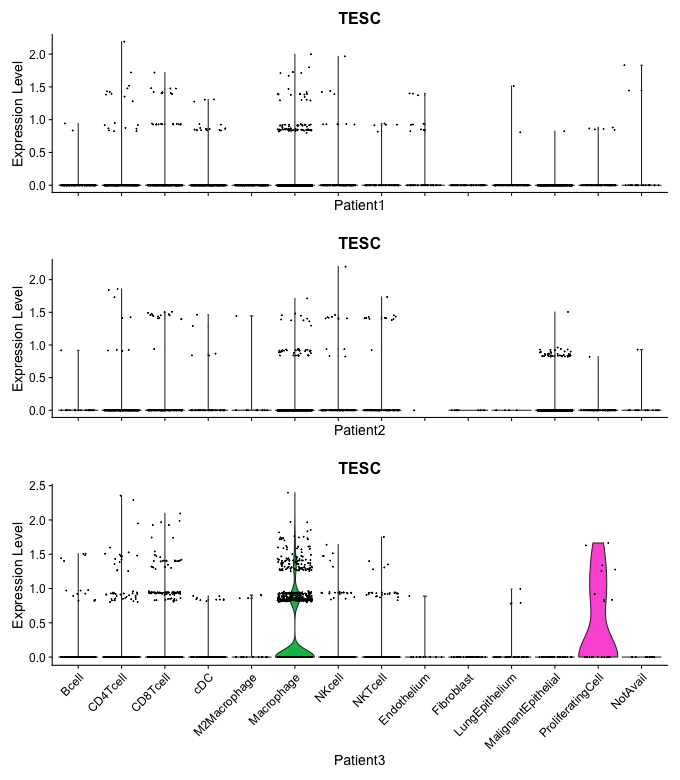 TESC
Expression Level
2.0
1.5
1.0
0.5
0.0
Patient1
TESC
Expression Level
2.0
1.5
1.0
0.5
0.0
Patient2
TESC
Expression Level
2.5
2.0
1.5
1.0
0.5
0.0
Bcell
CD4Tcell
CD8Tcell
cDC
M2Macrophage
Macrophage
NKcell
NKTcell
Endothelium
Fibroblast
LungEpithelium
MalignantEpithelial
ProliferatingCell
NotAvail
Patient3